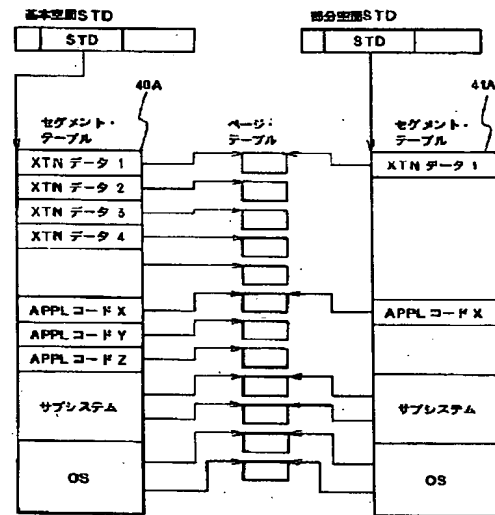 基本空間STD
部分空間STD
STD
STD
40A
41A
セグメント・
テーブル
ページ・
テーブル
セグメント・
テーブル
XTN データ 1
XTN データ 1
XTN データ 2
XTN データ 3
XTN データ 4
APPL コード X
APPL コード X
APPL コード Y
APPL コード Z
サブシステム
サブシステム
OS
OS